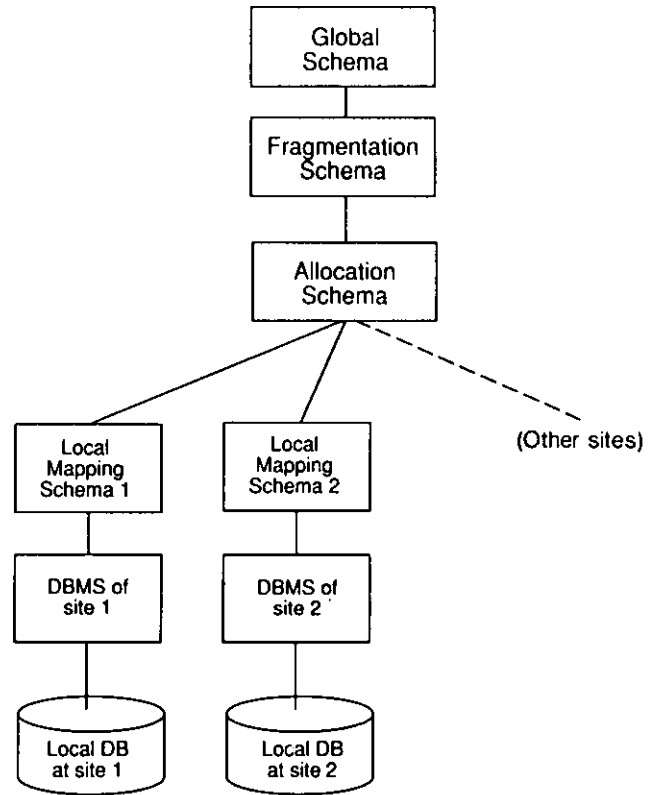 Global
Schema
Fragmentation
Schema
Allocation
Schema
Local
Mapping
Schema 1
Local
Mapping
Schema 2
(Other sites)
DBMS of
site 1
DBMS of
site 2
Local DB
at site 1
Local DB
at site 2